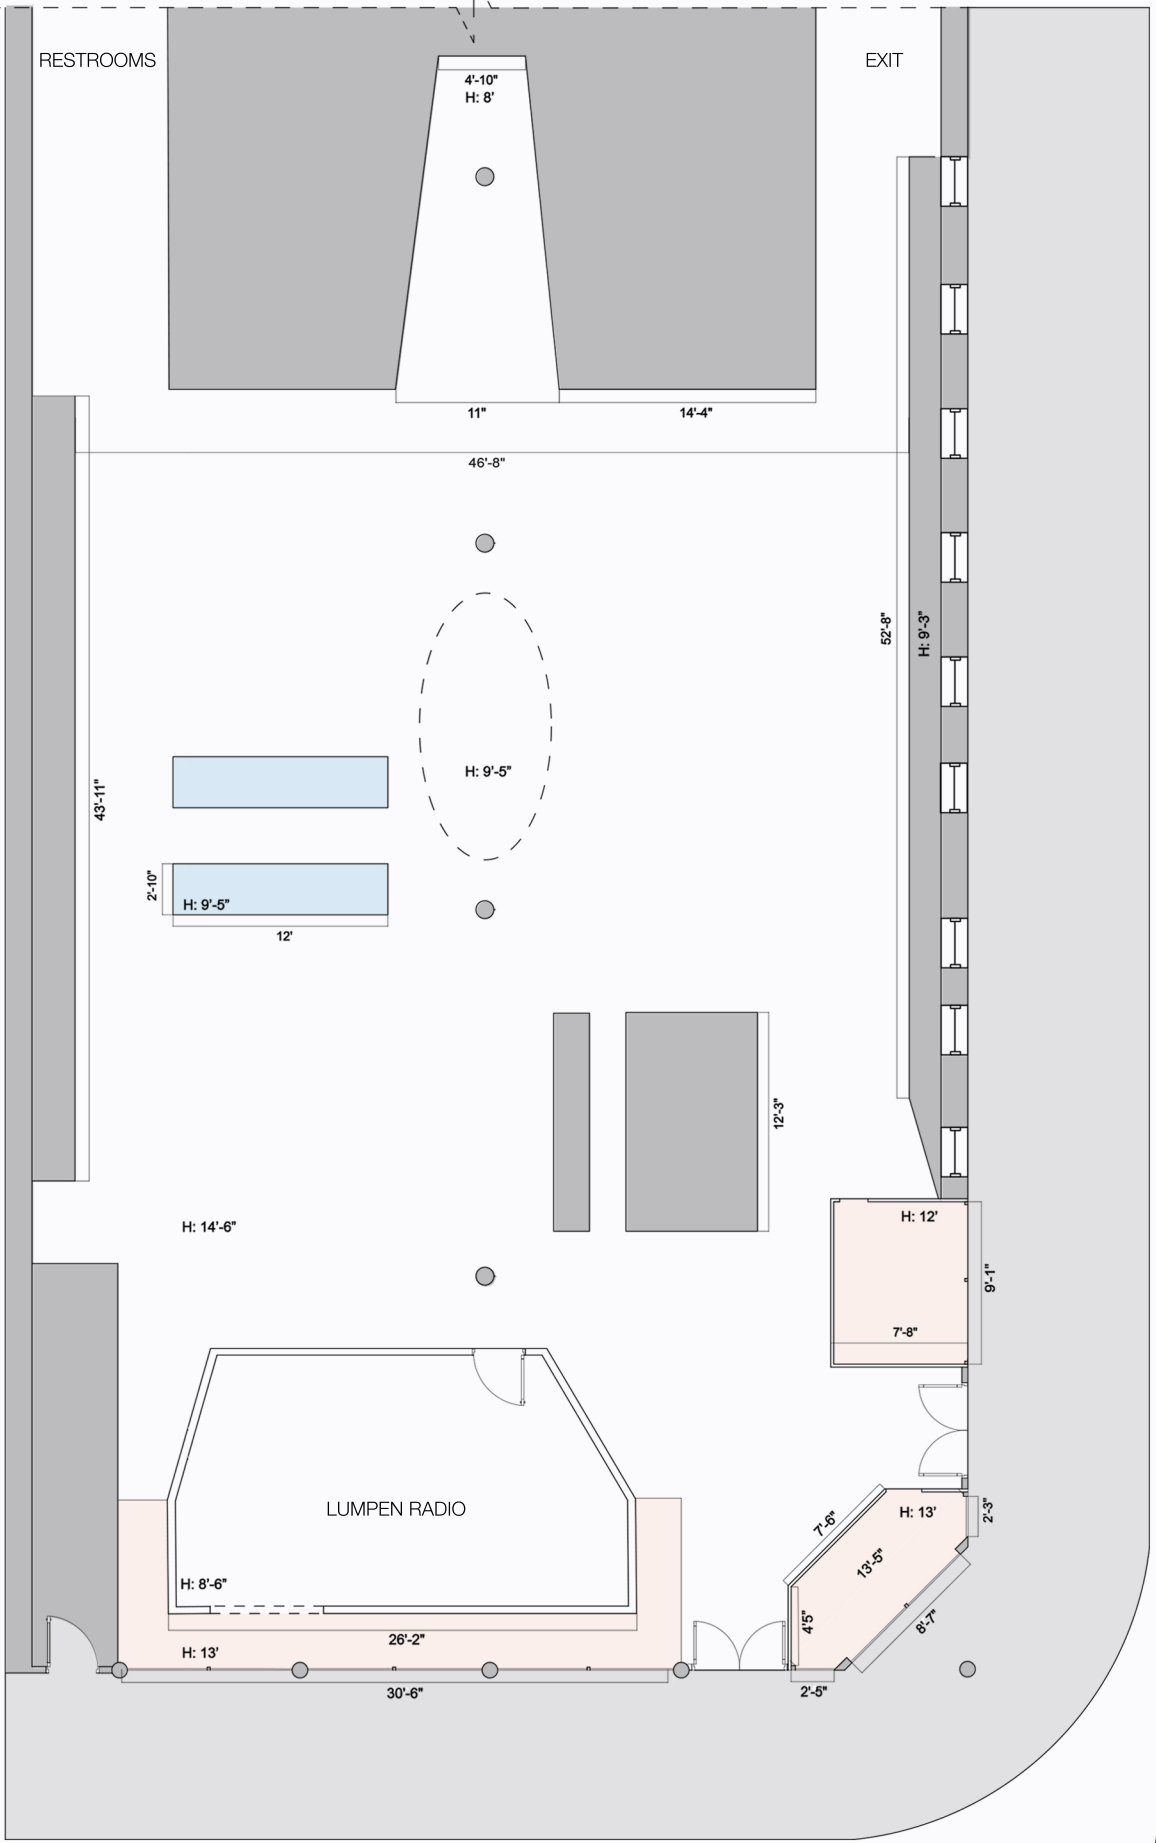 RESTROOMS
EXIT
4'-10"
H: 8'
11"
14'-4"
46'-8"
52'-8"
H: 9'-3"
43'-11"
H: 9'-5"
2'-10"
H: 9'-5"
12'
12'-3"
H: 14'-6"
H: 12'
9'-1"
7'-8"
LUMPEN RADIO
7'-6"
H: 13'
2'-3"
13'-5"
H: 8'-6"
4'5"
8'-7"
26'-2"
H: 13'
30'-6"
2'-5"